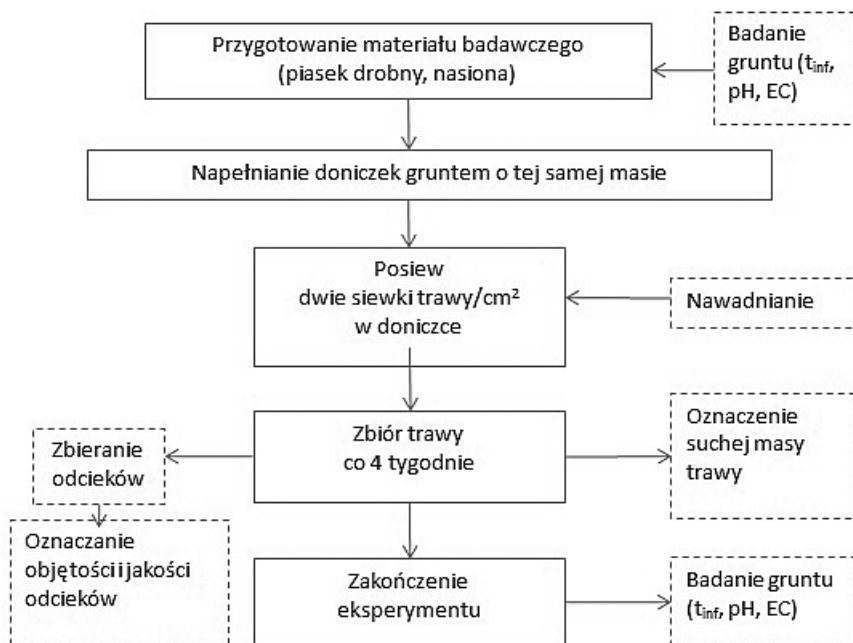 Przygotowanie materiału badawczego
(piasek drobny, nasiona)
Badanie
gruntu (tinf,
pH, EC)
Napełnianie doniczek gruntem o tej samej masie
Posiew
dwie siewki trawy/cm²
w doniczce
Nawadnianie
Zbiór trawy
co 4 tygodnie
Oznaczenie
suchej masy
trawy
Zbieranie
odcieków
Oznaczanie
objętości i jakości
odcieków
Zakończenie
eksperymentu
Badanie gruntu
(tinf, pH, EC)